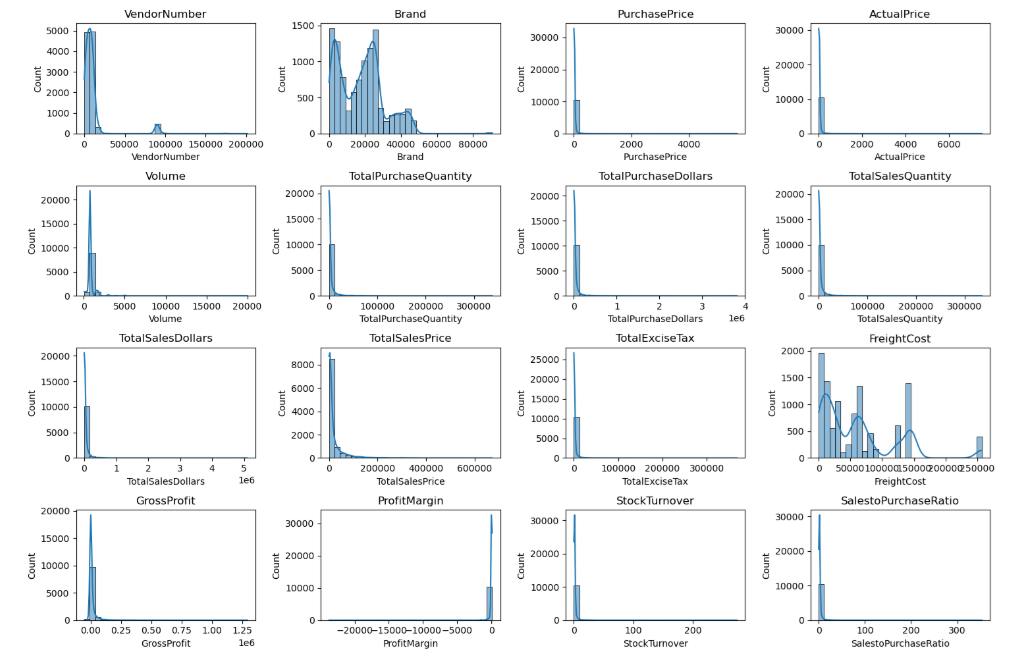 VendorNumber
Count
5000
4000
3000
2000
1000
0
0 50000 100000 150000 200000
VendorNumber
Brand
Count
1500
1000
500
0
0 20000 40000 60000 80000
Brand
PurchasePrice
Count
30000
20000
10000
0
0 2000 4000
PurchasePrice
ActualPrice
Count
30000
20000
10000
0
0 2000 4000 6000
ActualPrice
Volume
Count
20000
15000
10000
5000
0
0 5000 10000 15000 20000
Volume
TotalPurchaseQuantity
Count
20000
15000
10000
5000
0
0 100000 200000 300000
TotalPurchaseQuantity
TotalPurchaseDollars
Count
20000
15000
10000
5000
0
0 1 2 3 4
1e6
TotalPurchaseDollars
TotalSalesQuantity
Count
20000
15000
10000
5000
0
0 100000 200000 300000
TotalSalesQuantity
TotalSalesDollars
Count
20000
15000
10000
5000
0
0 1 2 3 4 5
1e6
TotalSalesDollars
TotalSalesPrice
Count
8000
6000
4000
2000
0
0 200000 400000 600000
TotalSalesPrice
TotalExciseTax
Count
25000
20000
15000
10000
5000
0
0 100000 200000 300000
TotalExciseTax
FreightCost
Count
2000
1500
1000
500
0
0 50000 100000 150000 200000 250000
FreightCost
GrossProfit
Count
20000
15000
10000
5000
0
0.00 0.25 0.50 0.75 1.00 1.25
1e6
GrossProfit
ProfitMargin
Count
30000
20000
10000
0
−20000 −15000 −10000 −5000 0
ProfitMargin
StockTurnover
Count
30000
20000
10000
0
0 100 200
StockTurnover
SalestoPurchaseRatio
Count
30000
20000
10000
0
0 100 200 300
SalestoPurchaseRatio